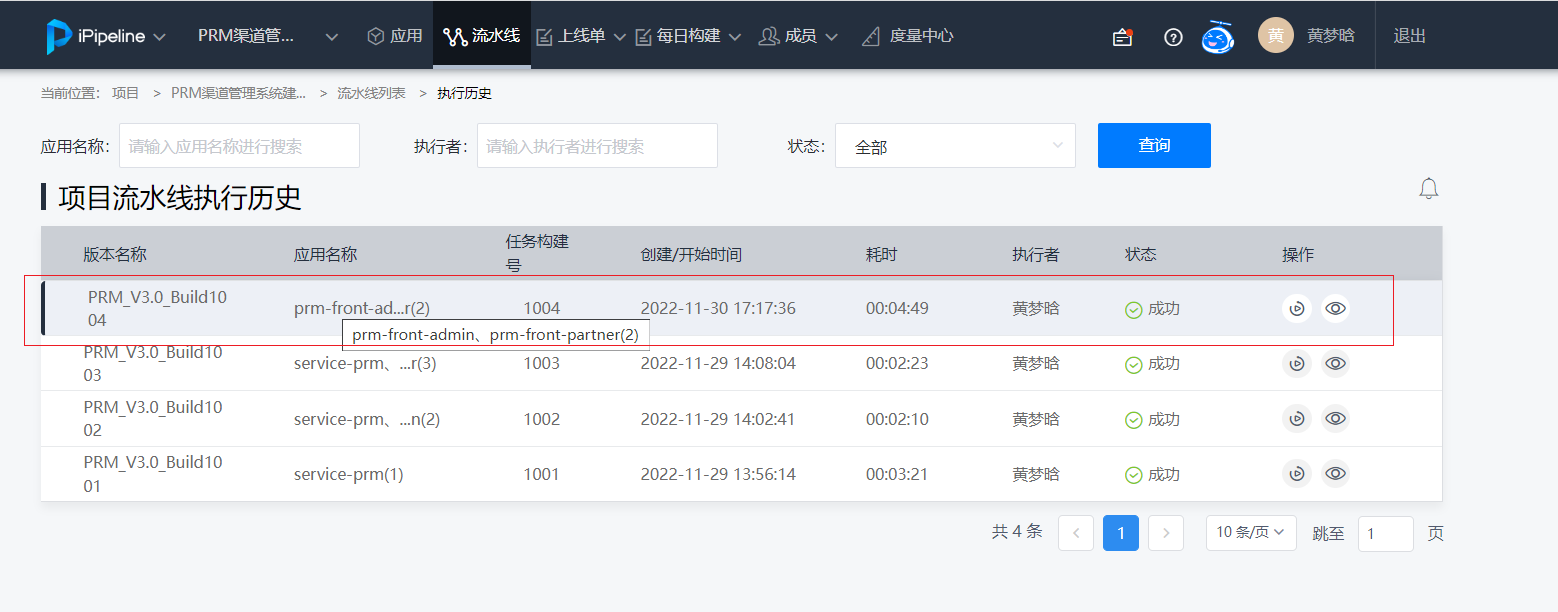 iPipeline PRM渠道管... 应用 流水线 上线单 每日构建 成员 度量中心 黄 黄梦晗 退出
当前位置： 项目 > PRM渠道管理系统建... > 流水线列表 > 执行历史
应用名称: 请输入应用名称进行搜索 执行者: 请输入执行者进行搜索 状态: 全部 查询
项目流水线执行历史
版本名称 应用名称 任务构建号 创建/开始时间 耗时 执行者 状态 操作
PRM_V3.0_Build1004 prm-front-ad...r(2) 1004 2022-11-30 17:17:36 00:04:49 黄梦晗 成功
prm-front-admin、prm-front-partner(2)
PRM_V3.0_Build1003 service-prm、...r(3) 1003 2022-11-29 14:08:04 00:02:23 黄梦晗 成功
PRM_V3.0_Build1002 service-prm、...n(2) 1002 2022-11-29 14:02:41 00:02:10 黄梦晗 成功
PRM_V3.0_Build1001 service-prm(1) 1001 2022-11-29 13:56:14 00:03:21 黄梦晗 成功
共 4 条 1 10 条/页 跳至 1 页